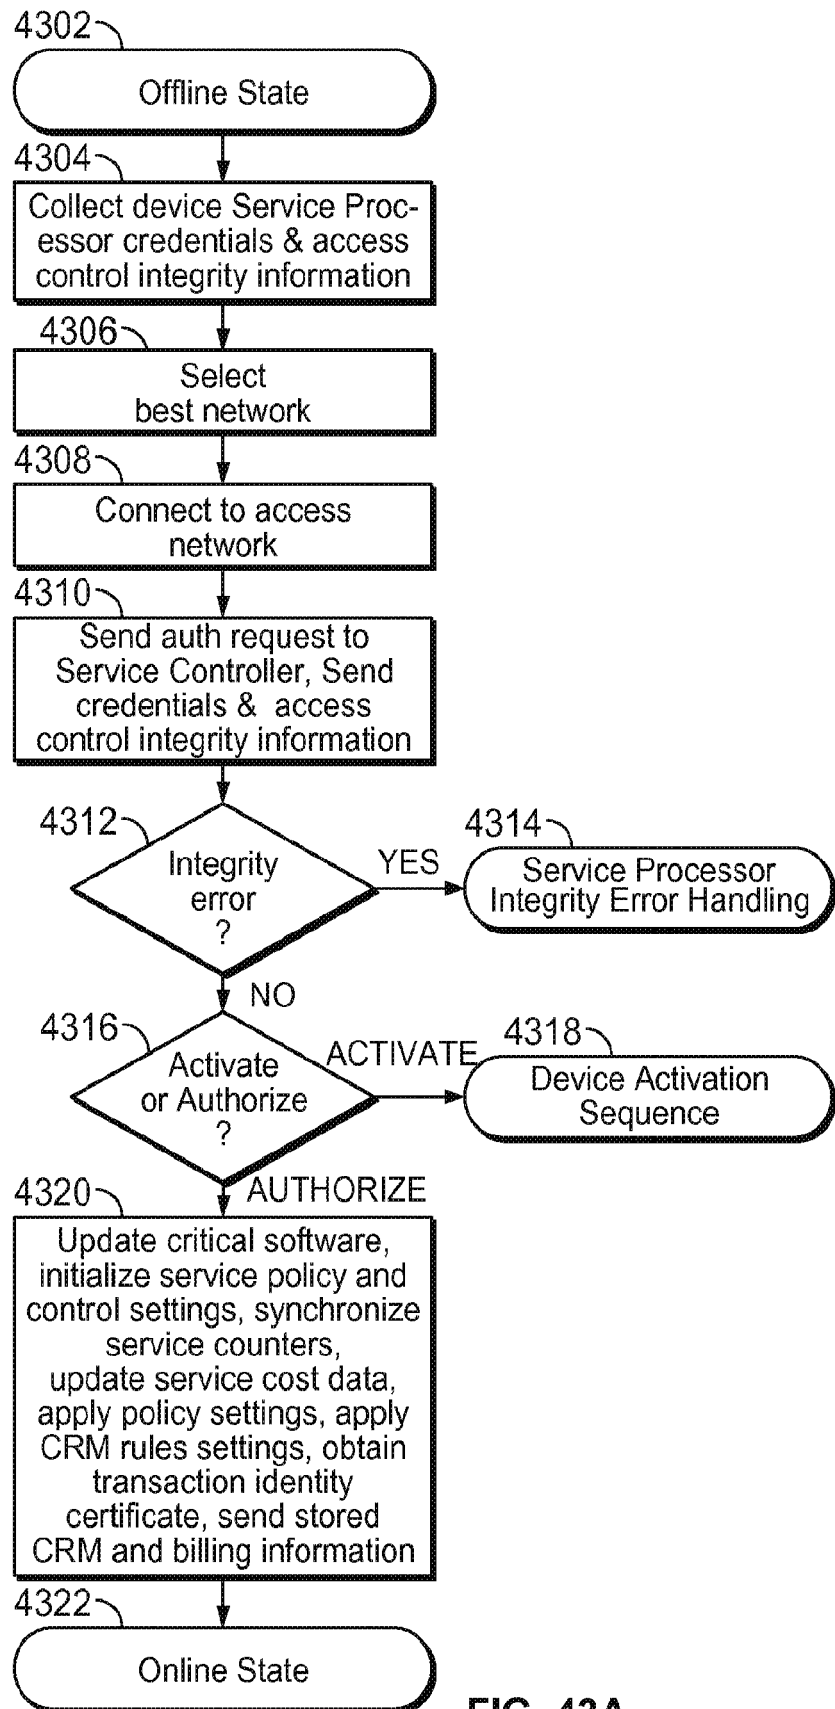 4302
Offline State
4304
Collect device Service Proc-
essor credentials & access
control integrity information
4306
Select
best network
4308
Connect to access
network
4310
Send auth request to
Service Controller, Send
credentials & access
control integrity information
4312
Integrity
error
?
YES
4314
Service Processor
Integrity Error Handling
NO
4316
Activate
or Authorize
?
ACTIVATE
4318
Device Activation
Sequence
AUTHORIZE
4320
Update critical software,
initialize service policy and
control settings, synchronize
service counters,
update service cost data,
apply policy settings, apply
CRM rules settings, obtain
transaction identity
certificate, send stored
CRM and billing information
4322
Online State
FIG. 43A